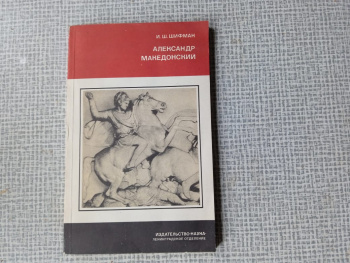 И. Ш. ШИФМАН
АЛЕКСАНДР
МАКЕДОНСКИЙ
ИЗДАТЕЛЬСТВО·НАУКА·
ЛЕНИНГРАДСКОЕ ОТДЕЛЕНИЕ